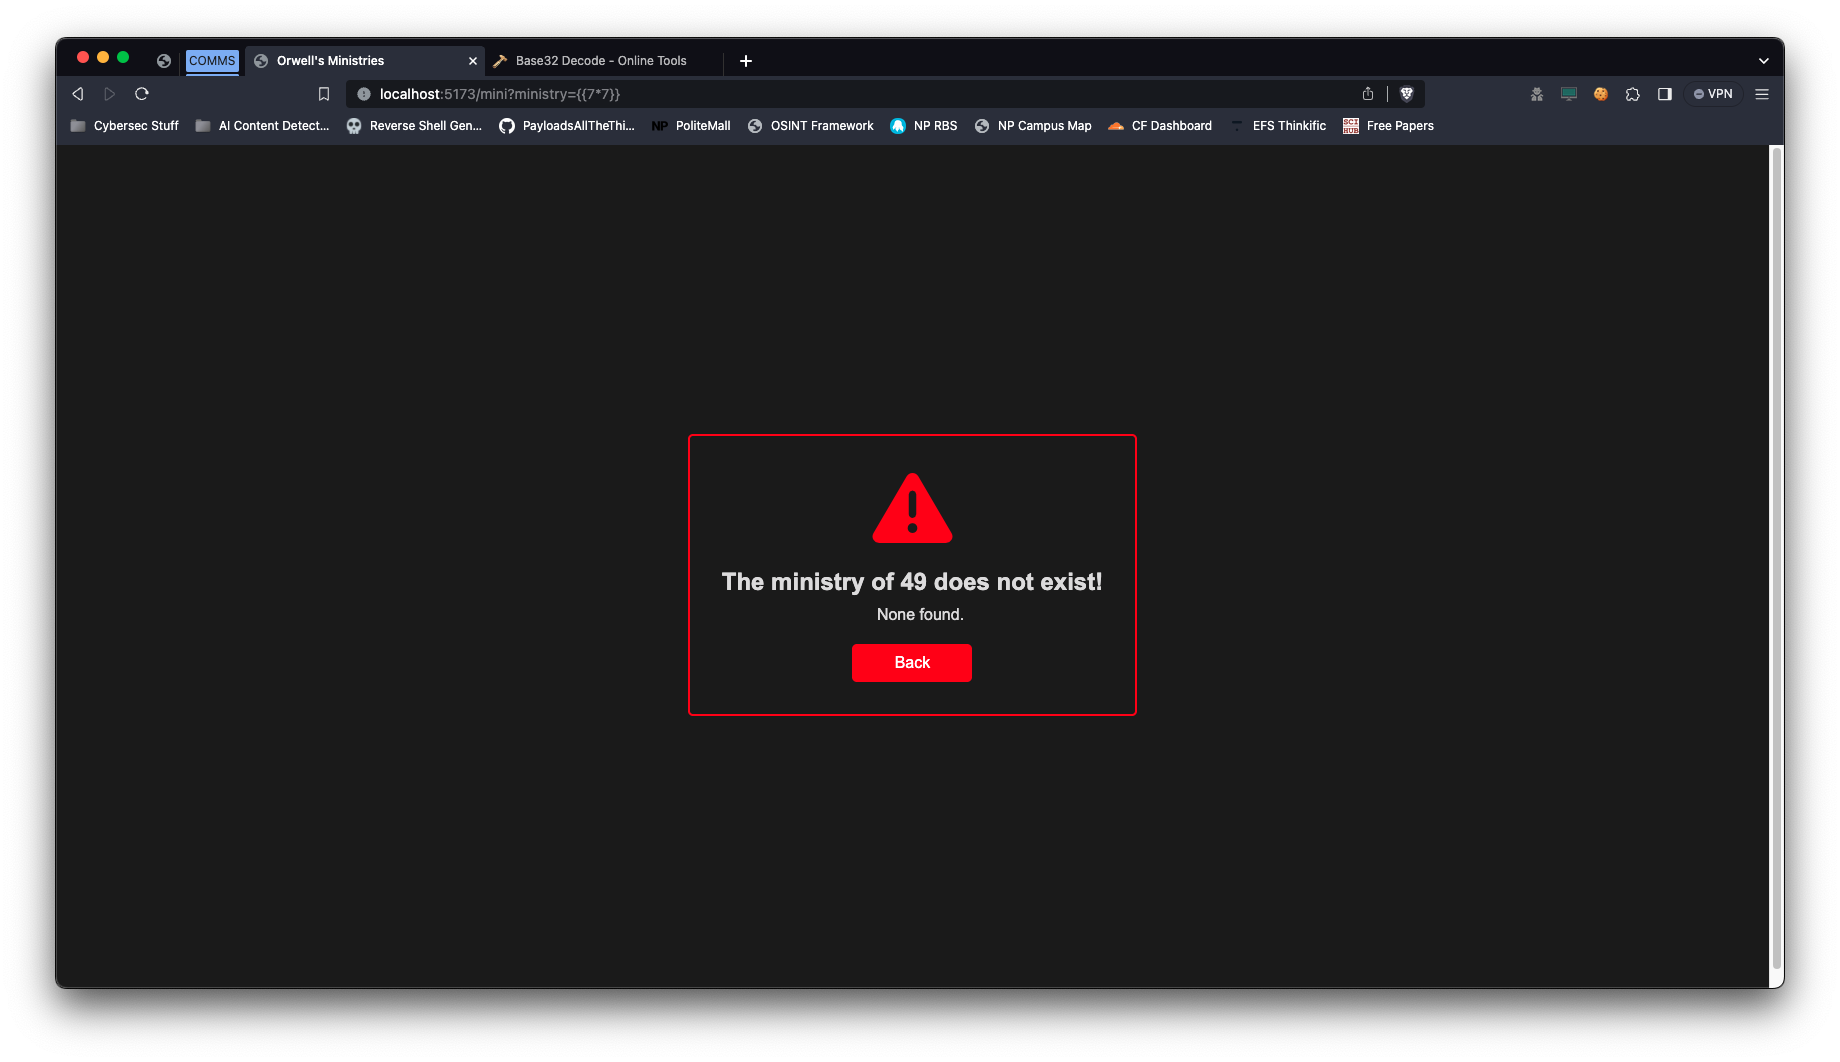 COMMS Orwell's Ministries Base32 Decode - Online Tools
localhost:5173/mini?ministry={{7*7}} VPN
Cybersec Stuff AI Content Detect... Reverse Shell Gen... PayloadsAllTheThi... NP PoliteMall OSINT Framework NP RBS NP Campus Map CF Dashboard EFS Thinkific SCI HUB Free Papers
The ministry of 49 does not exist!
None found.
Back